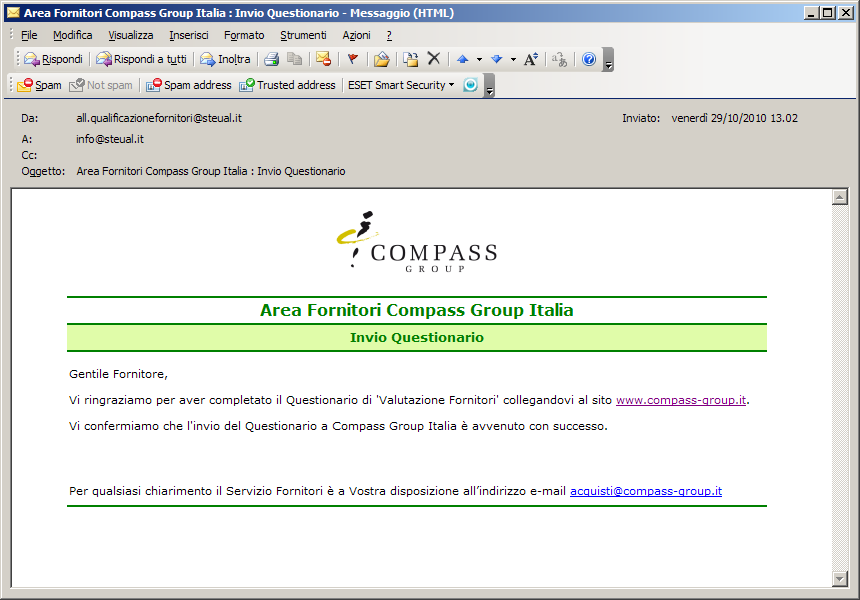 Area Fornitori Compass Group Italia : Invio Questionario - Messaggio (HTML)
File Modifica Visualizza Inserisci Formato Strumenti Azioni ?
Rispondi Rispondi a tutti Inoltra
Spam Not spam Spam address Trusted address ESET Smart Security
Da: all.qualificazionefornitori@steual.it Inviato: venerdì 29/10/2010 13.02
A: info@steual.it
Cc:
Oggetto: Area Fornitori Compass Group Italia : Invio Questionario
COMPASS
GROUP
Area Fornitori Compass Group Italia
Invio Questionario
Gentile Fornitore,
Vi ringraziamo per aver completato il Questionario di 'Valutazione Fornitori' collegandovi al sito www.compass-group.it.
Vi confermiamo che l'invio del Questionario a Compass Group Italia è avvenuto con successo.
Per qualsiasi chiarimento il Servizio Fornitori è a Vostra disposizione all’indirizzo e-mail acquisti@compass-group.it